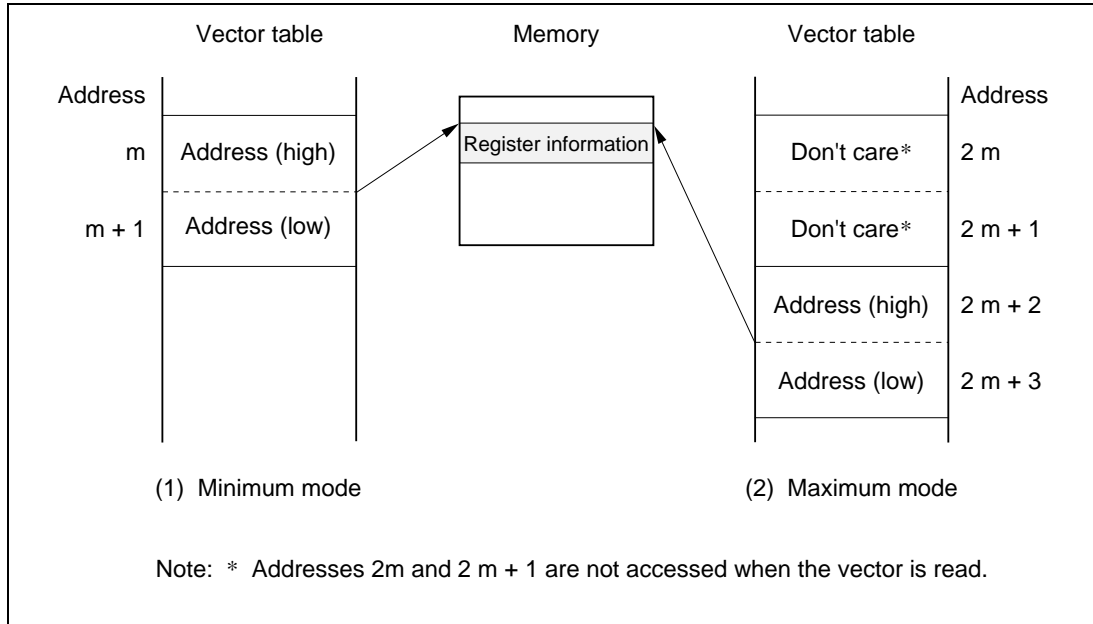 Vector table Memory Vector table
Address Address
m Address (high) Register information Don't care* 2 m
m + 1 Address (low) Don't care* 2 m + 1
Address (high) 2 m + 2
Address (low) 2 m + 3
(1) Minimum mode (2) Maximum mode
Note: * Addresses 2m and 2 m + 1 are not accessed when the vector is read.